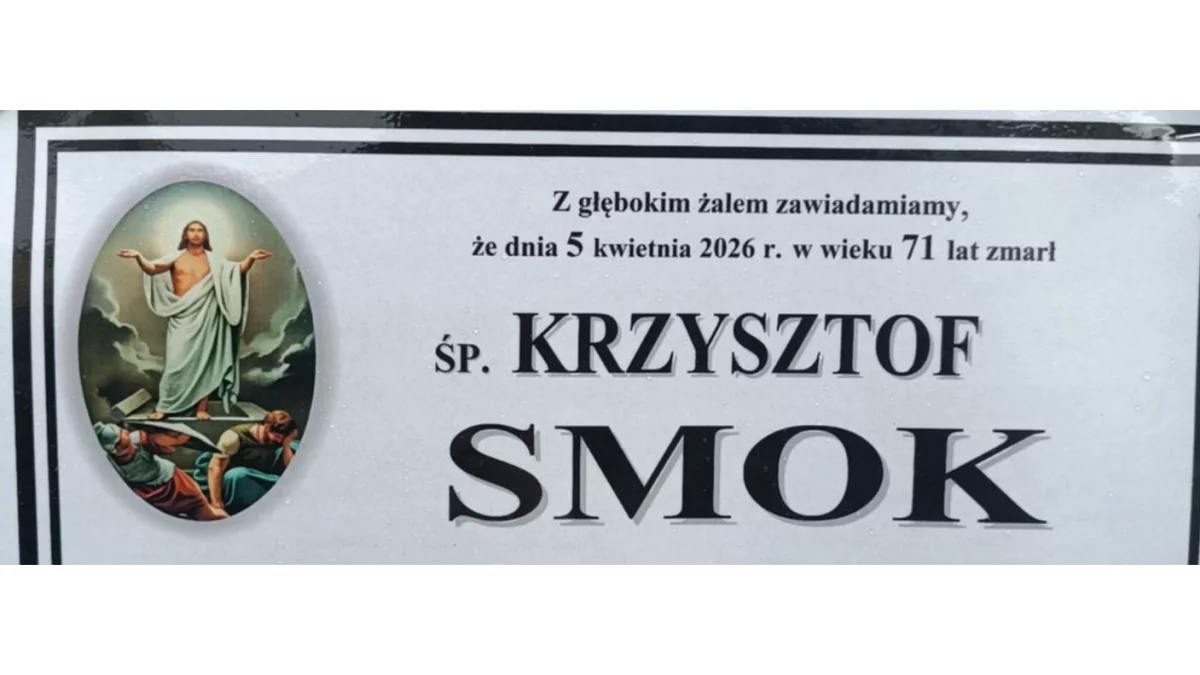 Z głębokim żalem zawiadamiamy,
że dnia 5 kwietnia 2026 r. w wieku 71 lat zmarł
ŚP. KRZYSZTOF
SMOK